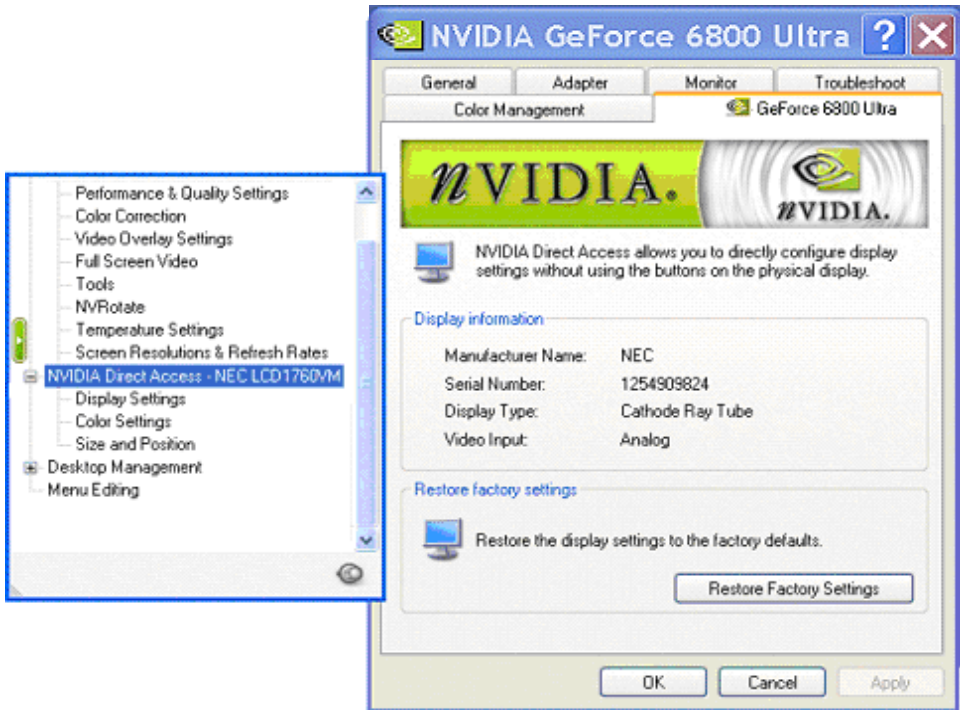 NVIDIA GeForce 6800 Ultra
General Adapter Monitor Troubleshoot
Color Management GeForce 6800 Ultra
NVIDIA.
NVIDIA.
NVIDIA Direct Access allows you to directly configure display
settings without using the buttons on the physical display.
Display information
Manufacturer Name: NEC
Serial Number: 1254909824
Display Type: Cathode Ray Tube
Video Input: Analog
Restore factory settings
Restore the display settings to the factory defaults.
Restore Factory Settings
OK Cancel Apply
Performance & Quality Settings
Color Correction
Video Overlay Settings
Full Screen Video
Tools
NVRotate
Temperature Settings
Screen Resolutions & Refresh Rates
NVIDIA Direct Access - NEC LCD1760VM
Display Settings
Color Settings
Size and Position
Desktop Management
Menu Editing